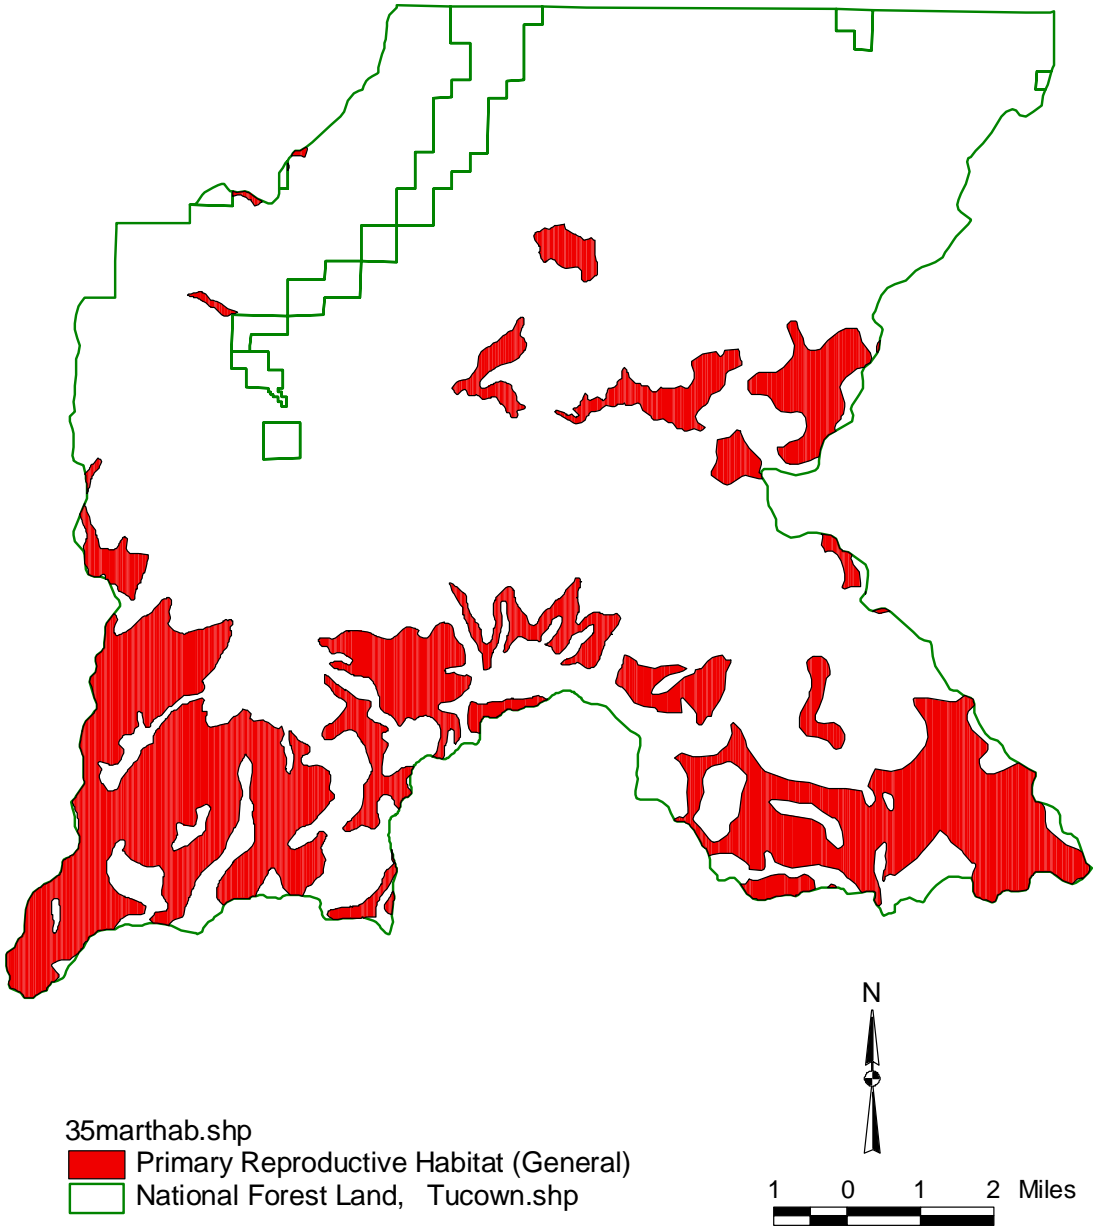 N
35marthab.shp
Primary Reproductive Habitat (General)
National Forest Land, Tucown.shp
1 0 1 2 Miles